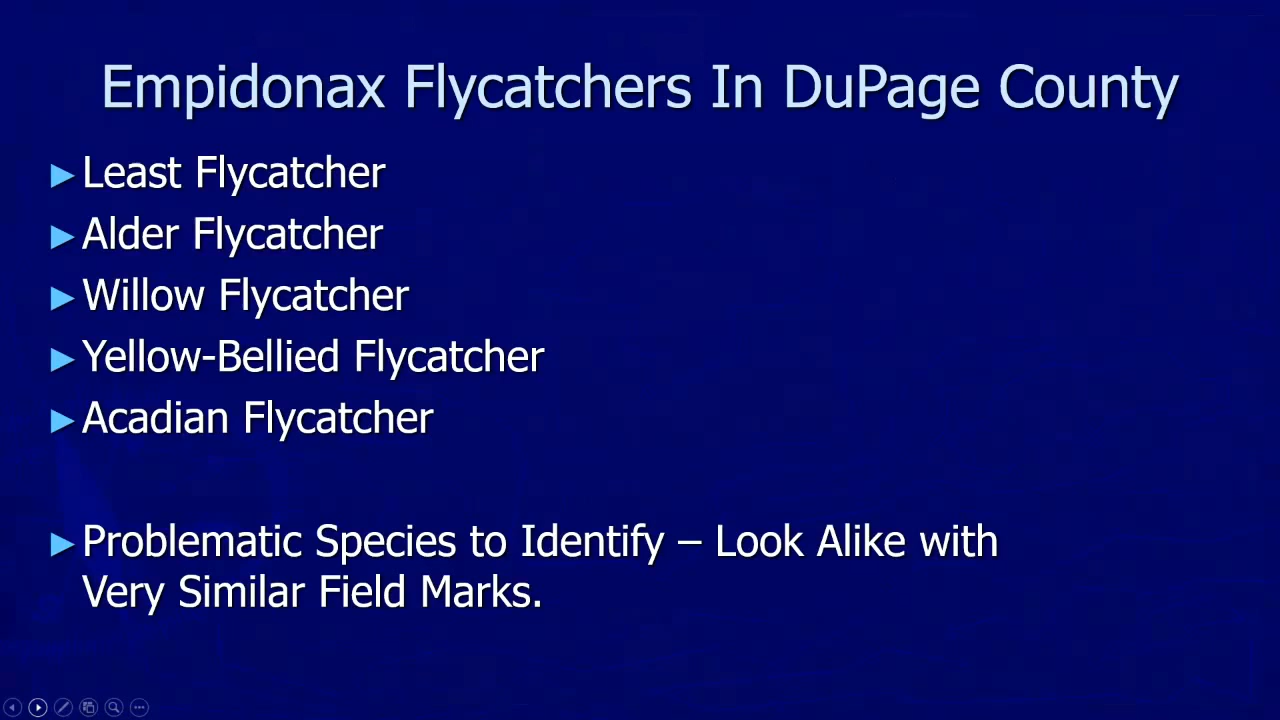 Empidonax Flycatchers In DuPage County
►Least Flycatcher
►Alder Flycatcher
►Willow Flycatcher
►Yellow-Bellied Flycatcher
►Acadian Flycatcher
►Problematic Species to Identify – Look Alike with
Very Similar Field Marks.